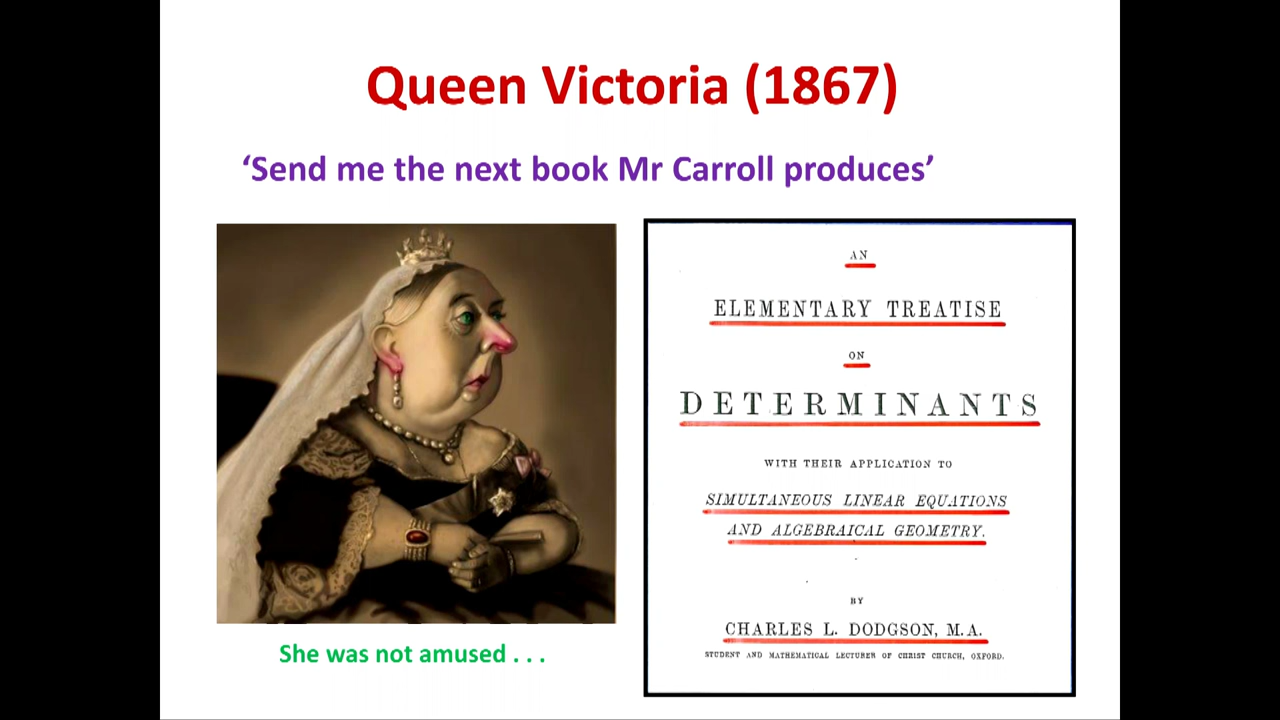 Queen Victoria (1867)
‘Send me the next book Mr Carroll produces’
She was not amused . . .
AN
ELEMENTARY TREATISE
ON
DETERMINANTS
WITH THEIR APPLICATION TO
SIMULTANEOUS LINEAR EQUATIONS
AND ALGEBRAICAL GEOMETRY.
BY
CHARLES L. DODGSON, M.A.
STUDENT AND MATHEMATICAL LECTURER OF CHRIST CHURCH, OXFORD.